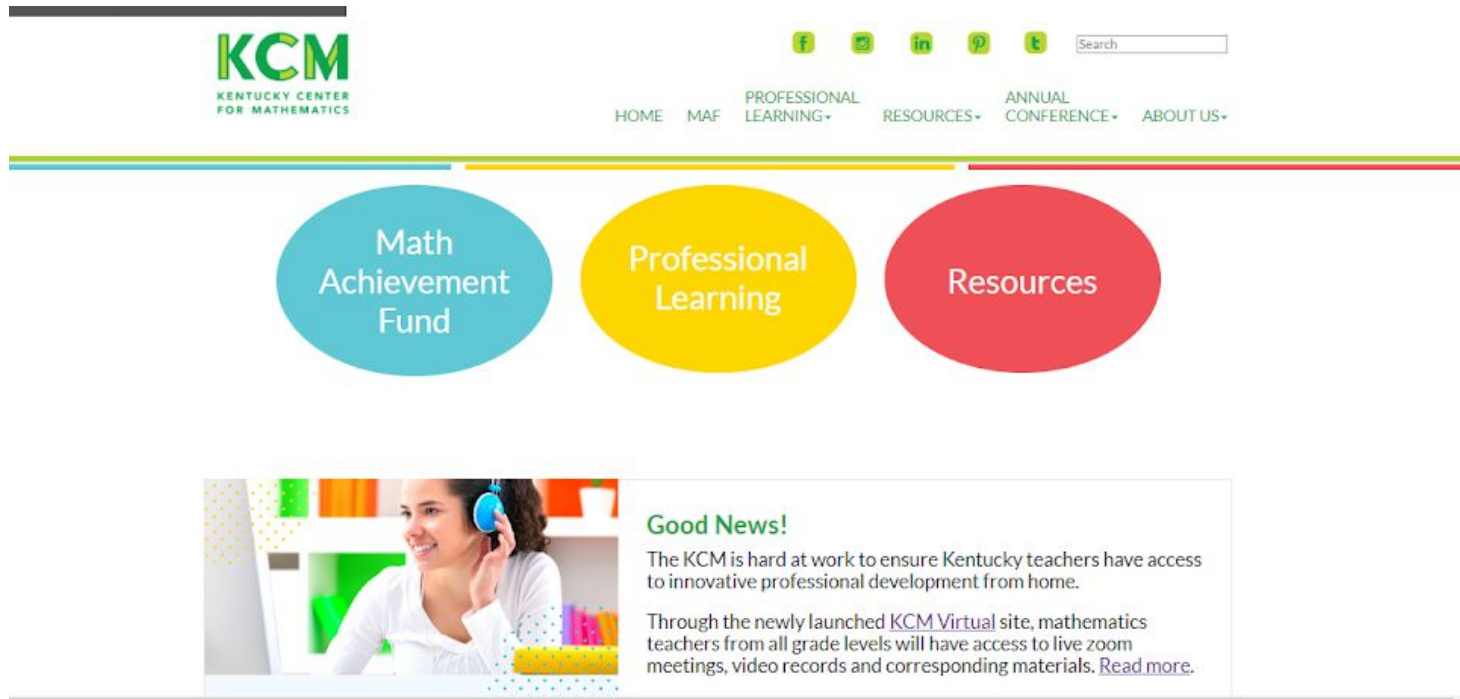 KCM
KENTUCKY CENTER
FOR MATHEMATICS
f
in
Search
HOME
MAF
PROFESSIONAL
LEARNING
RESOURCES
ANNUAL
CONFERENCE
ABOUT US
Math
Achievement
Fund
Professional
Learning
Resources
Good News!
The KCM is hard at work to ensure Kentucky teachers have access
to innovative professional development from home.
Through the newly launched KCM Virtual site, mathematics
teachers from all grade levels will have access to live zoom
meetings, video records and corresponding materials. Read more.